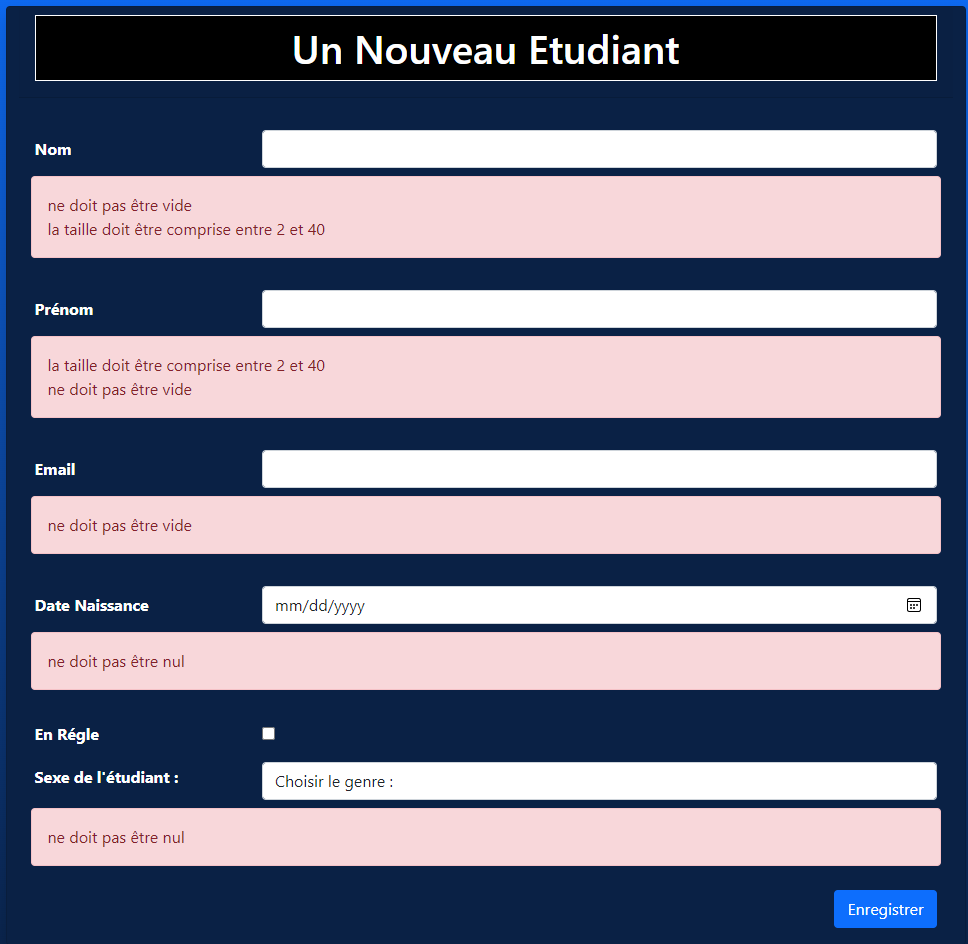 Un Nouveau Etudiant
Nom
ne doit pas être vide
la taille doit être comprise entre 2 et 40
Prénom
la taille doit être comprise entre 2 et 40
ne doit pas être vide
Email
ne doit pas être vide
Date Naissance mm/dd/yyyy
ne doit pas être nul
En Régle
Sexe de l'étudiant : Choisir le genre :
ne doit pas être nul
Enregistrer